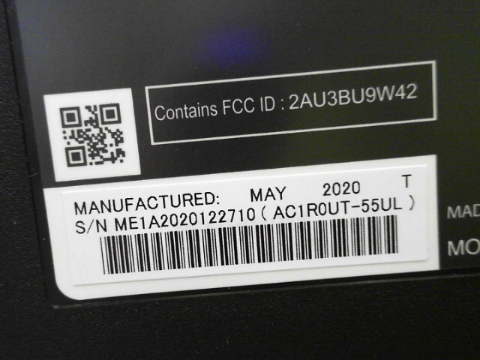 Contains FCC ID : 2AU3BU9W42
MANUFACTURED: MAY 2020 T
S/N ME1A2020122710 ( AC1R0UT-55UL )